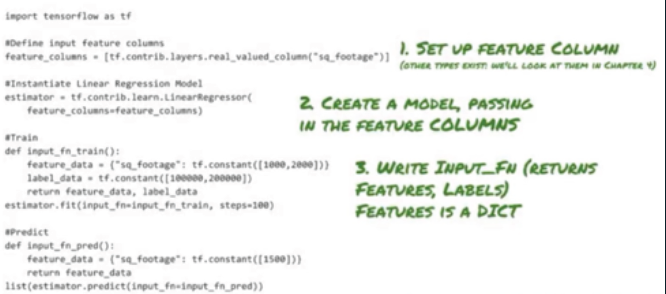 import tensorflow as tf
#Define input feature columns
feature_columns = [tf.contrib.layers.real_valued_column("sq_footage")]
1. SET UP FEATURE COLUMN
(OTHER TYPES EXIST: WE'LL LOOK AT THEM IN CHAPTER 4)
#Instantiate Linear Regression Model
estimator = tf.contrib.learn.LinearRegressor(
feature_columns=feature_columns)
2. CREATE A MODEL, PASSING
IN THE FEATURE COLUMNS
#Train
def input_fn_train():
feature_data = {"sq_footage": tf.constant([1000,2000])}
label_data = tf.constant([100000,200000])
return feature_data, label_data
estimator.fit(input_fn=input_fn_train, steps=100)
3. WRITE INPUT_FN (RETURNS
FEATURES, LABELS)
FEATURES IS A DICT
#Predict
def input_fn_pred():
feature_data = {"sq_footage": tf.constant([1500])}
return feature_data
list(estimator.predict(input_fn=input_fn_pred))